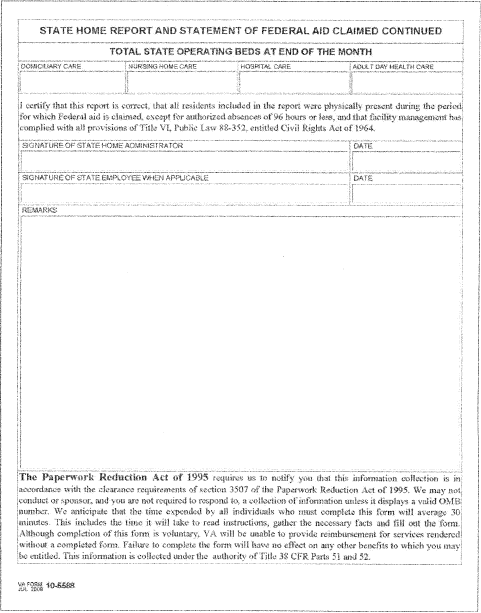 STATE HOME REPORT AND STATEMENT OF FEDERAL AID CLAIMED CONTINUED
TOTAL STATE OPERATING BEDS AT END OF THE MONTH
DOMICILIARY CARE NURSING HOME CARE HOSPITAL CARE ADULT DAY HEALTH CARE
I certify that this report is correct, that all residents included in the report were physically present during the period
for which Federal aid is claimed, except for authorized absences of 96 hours or less, and that facility management has
complied with all provisions of Title VI, Public Law 88-352, entitled Civil Rights Act of 1964.
SIGNATURE OF STATE HOME ADMINISTRATOR DATE
SIGNATURE OF STATE EMPLOYEE WHEN APPLICABLE DATE
REMARKS
The Paperwork Reduction Act of 1995 requires us to notify you that this information collection is in
accordance with the clearance requirements of section 3507 of the Paperwork Reduction Act of 1995. We may not
conduct or sponsor, and you are not required to respond to, a collection of information unless it displays a valid OMB
number. We anticipate that the time expended by all individuals who must complete this form will average 30
minutes. This includes the time it will take to read instructions, gather the necessary facts and fill out the form.
Although completion of this form is voluntary, VA will be unable to provide reimbursement for services rendered
without a completed form. Failure to complete the form will have no effect on any other benefits to which you may
be entitled. This information is collected under the authority of Title 38 CFR Parts 51 and 52.
VA FORM 10-5588
JUL 2008